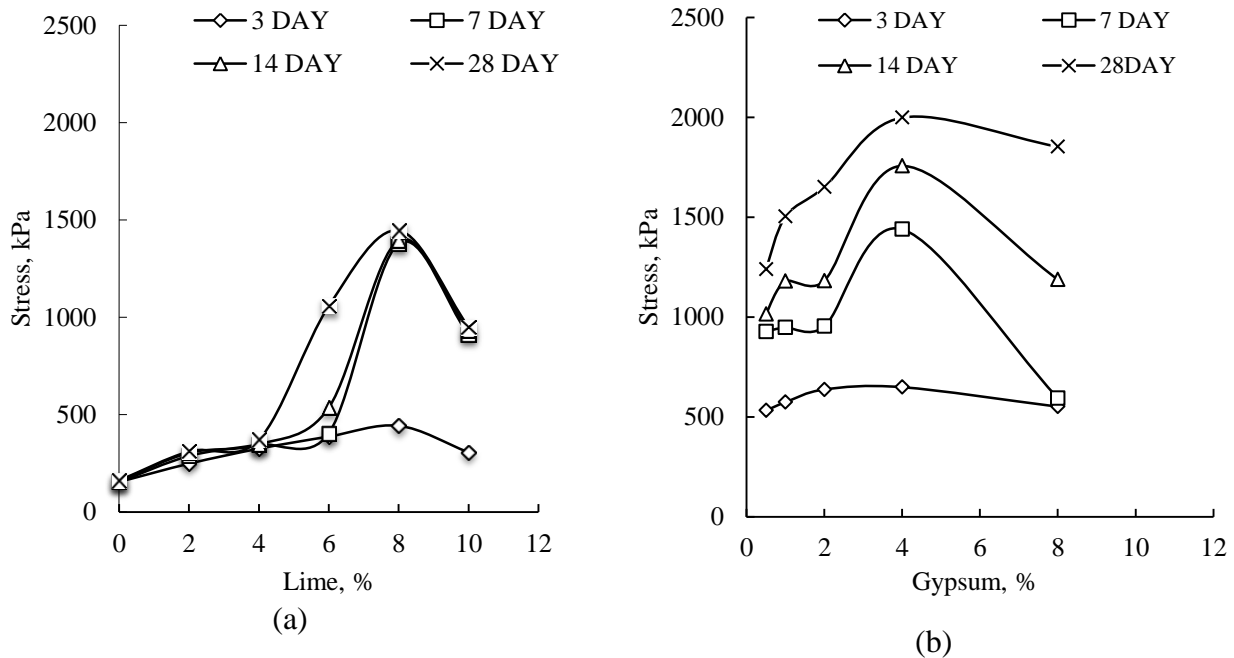 3 DAY 7 DAY
14 DAY 28 DAY
2500
2000
1500
1000
500
0
Stress, kPa
0 2 4 6 8 10 12
Lime, %
(a)
3 DAY 7 DAY
14 DAY 28DAY
2500
2000
1500
1000
500
0
Stress, kPa
0 2 4 6 8 10 12
Gypsum, %
(b)